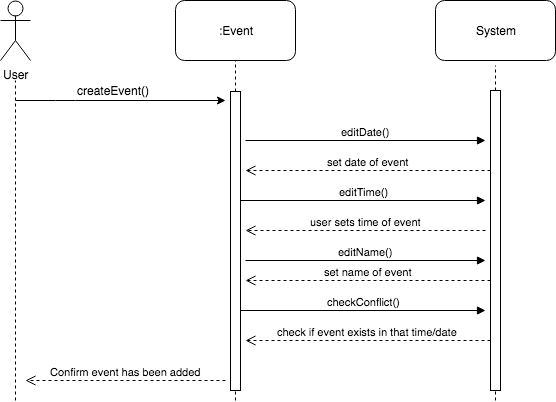 :Event
System
User
createEvent()
editDate()
set date of event
editTime()
user sets time of event
editName()
set name of event
checkConflict()
check if event exists in that time/date
Confirm event has been added